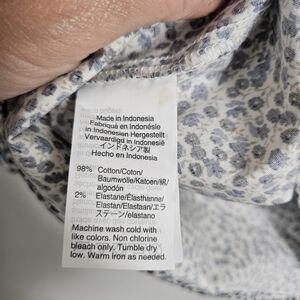 Made in Indonesia
Fabriqué en Indonésie
in Indonesien Hergestellt
Vervaardigd in Indonesië
インドネシア製
Hecho en Indonesia
98% Cotton/Coton/
Baumwolle/Katoen/綿/
algodón
2% Elastane/Élasthanne/
Elastan/Elastaan/エラ
ステーン/elastano
Machine wash cold with
like colors. Non chlorine
bleach only. Tumble dry
low. Warm iron as needed.